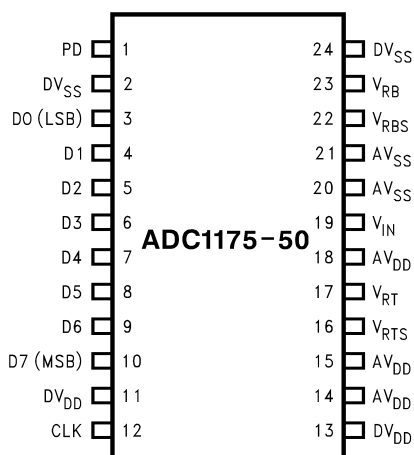 PD 1 24 DVSS
DVSS 2 23 VRB
D0 (LSB) 3 22 VRBS
D1 4 21 AVSS
D2 5 20 AVSS
D3 6 19 VIN
ADC1175-50
D4 7 18 AVDD
D5 8 17 VRT
D6 9 16 VRTS
D7 (MSB) 10 15 AVDD
DVDD 11 14 AVDD
CLK 12 13 DVDD